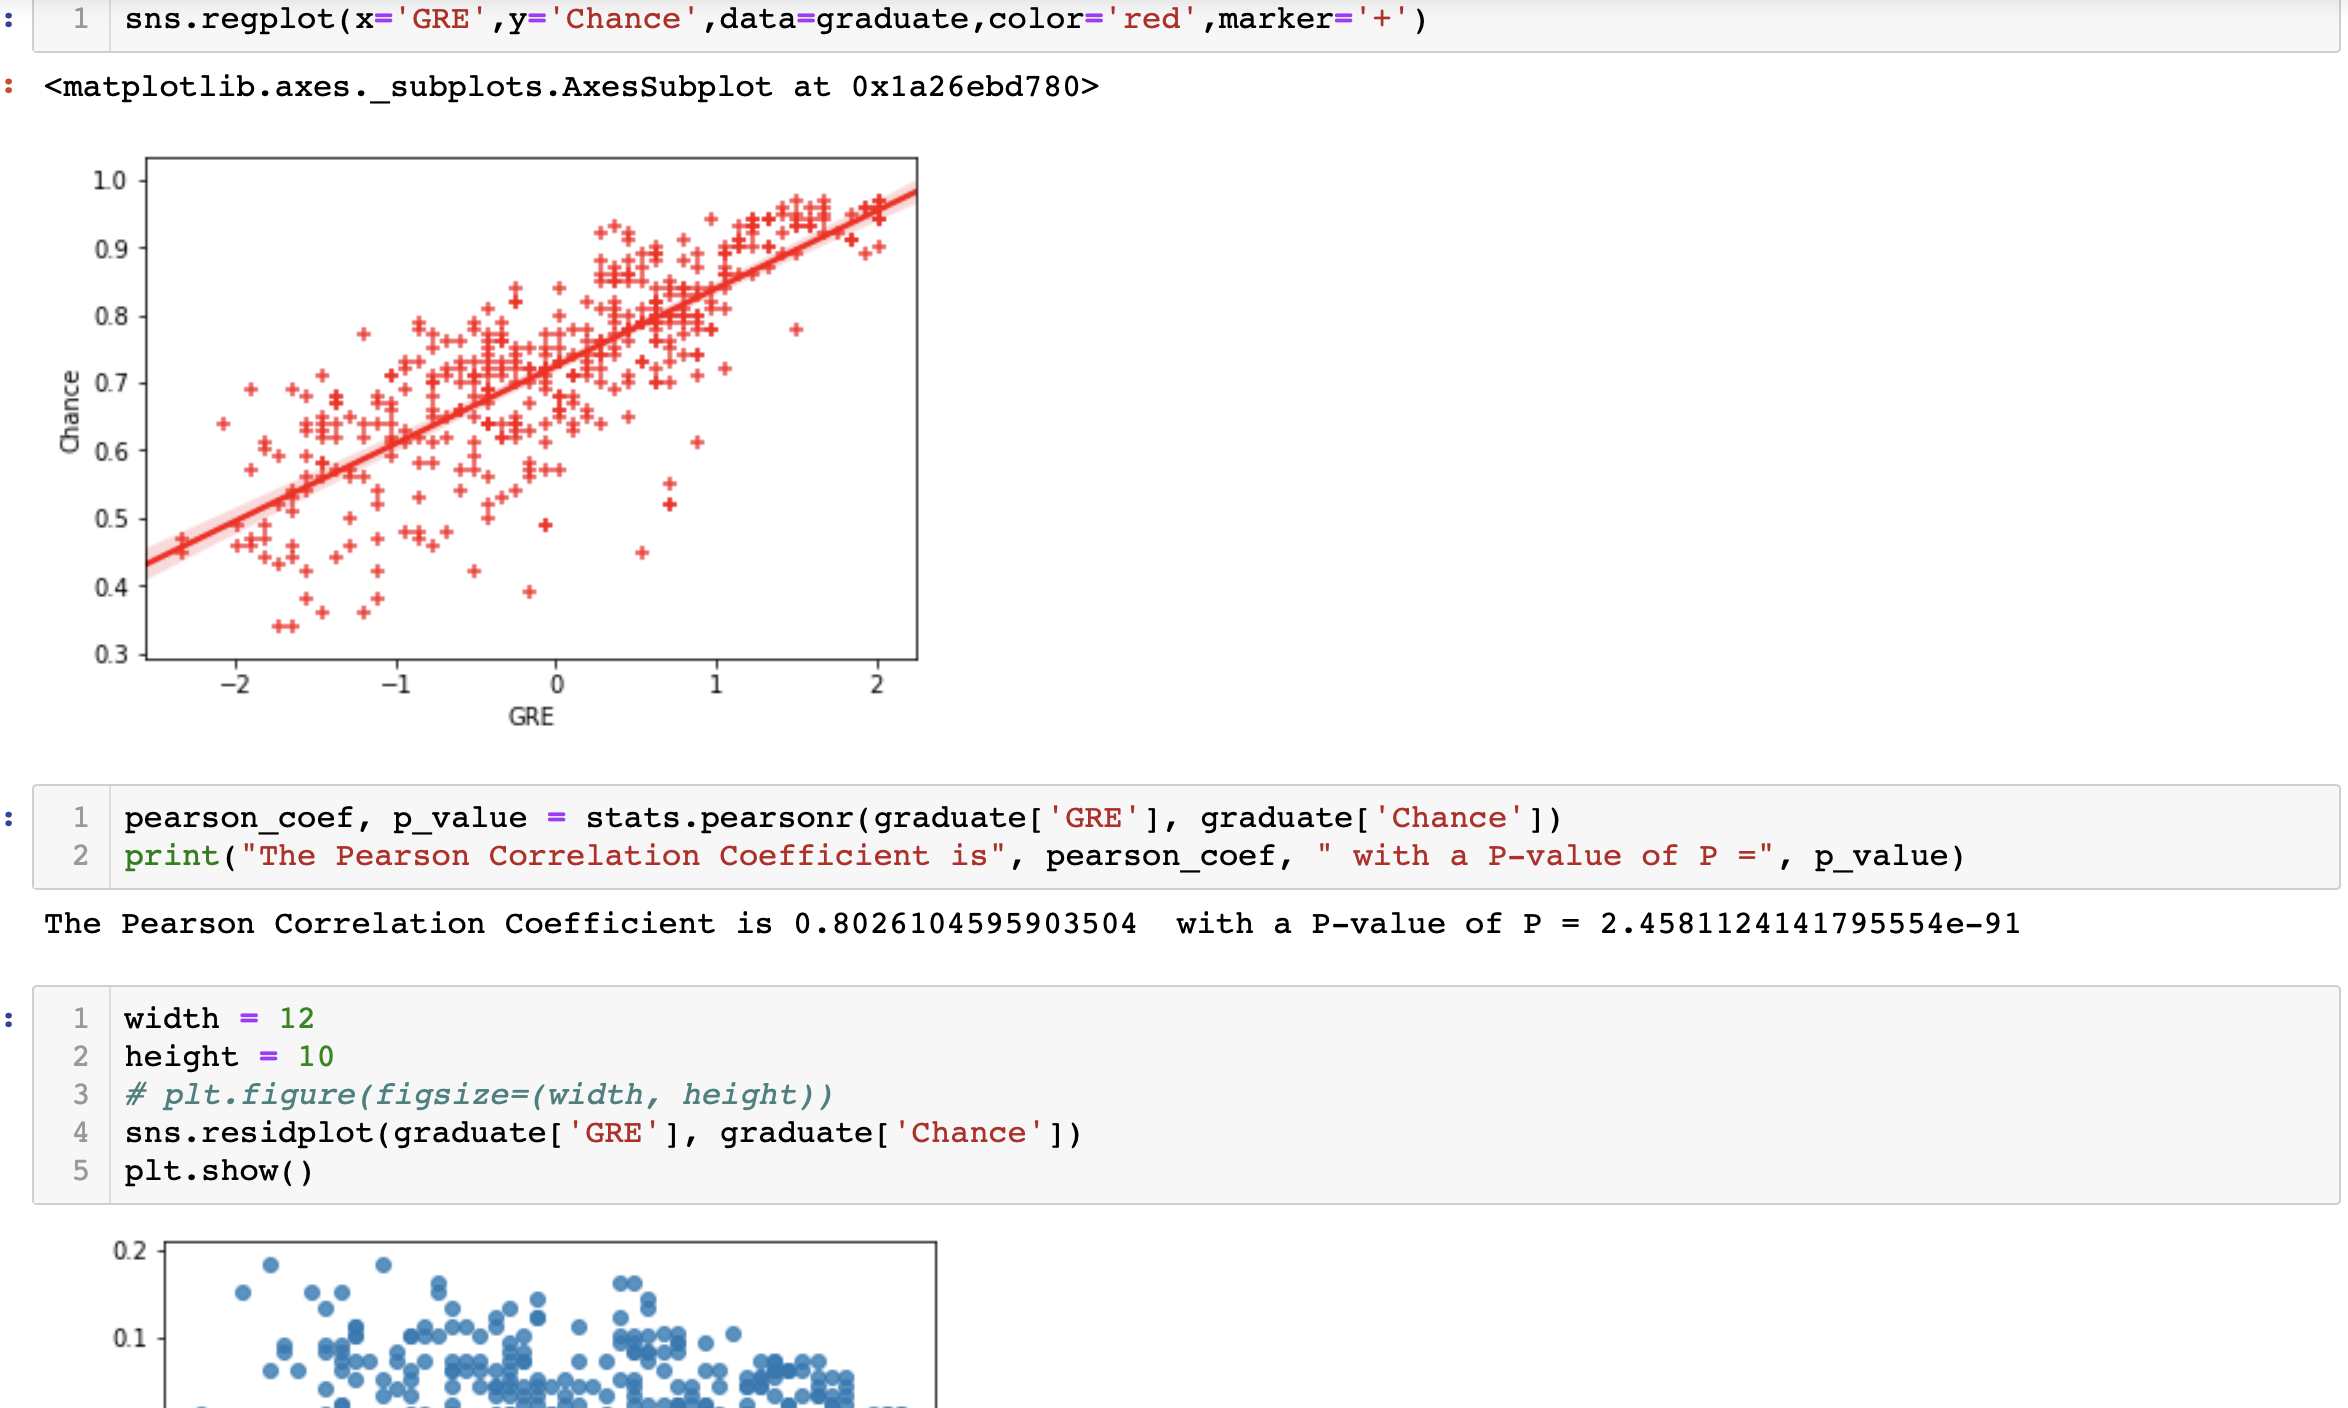 : 1 sns.regplot(x='GRE',y='Chance',data=graduate,color='red',marker='+')
: <matplotlib.axes._subplots.AxesSubplot at 0x1a26ebd780>
1.0
0.9
0.8
0.7
0.6
0.5
0.4
0.3
Chance
−2 −1 0 1 2
GRE
: 1 pearson_coef, p_value = stats.pearsonr(graduate['GRE'], graduate['Chance'])
2 print("The Pearson Correlation Coefficient is", pearson_coef, " with a P-value of P =", p_value)
The Pearson Correlation Coefficient is 0.8026104595903504  with a P-value of P = 2.4581124141795554e-91
: 1 width = 12
2 height = 10
3 # plt.figure(figsize=(width, height))
4 sns.residplot(graduate['GRE'], graduate['Chance'])
5 plt.show()
0.2
0.1